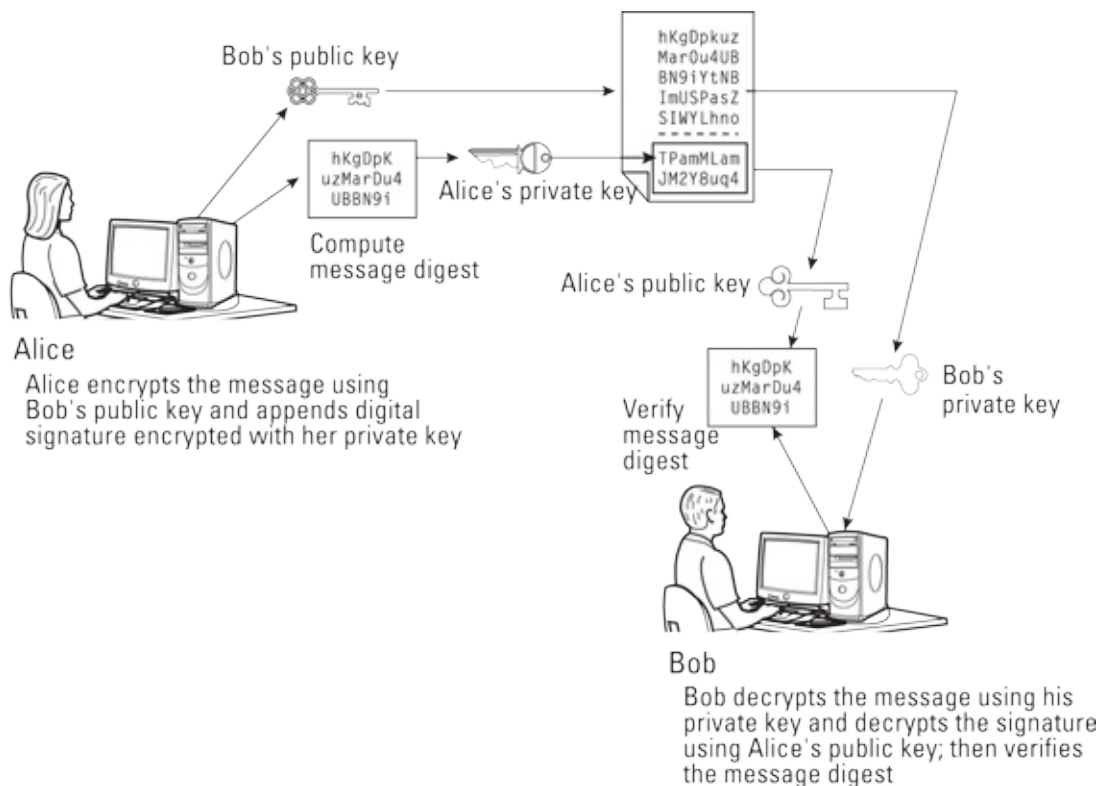 Bob's public key
hKgDpkuz
MarOu4UB
BN9iYtNB
ImUSPasZ
SIWYLhno
TPamMLam
JM2Y8uq4
hKgDpK
uzMarDu4
UBBN9i
Alice's private key
Compute
message digest
Alice
Alice encrypts the message using
Bob's public key and appends digital
signature encrypted with her private key
Alice's public key
hKgDpK
uzMarDu4
UBBN9i
Verify
message
digest
Bob's
private key
Bob
Bob decrypts the message using his
private key and decrypts the signature
using Alice's public key; then verifies
the message digest